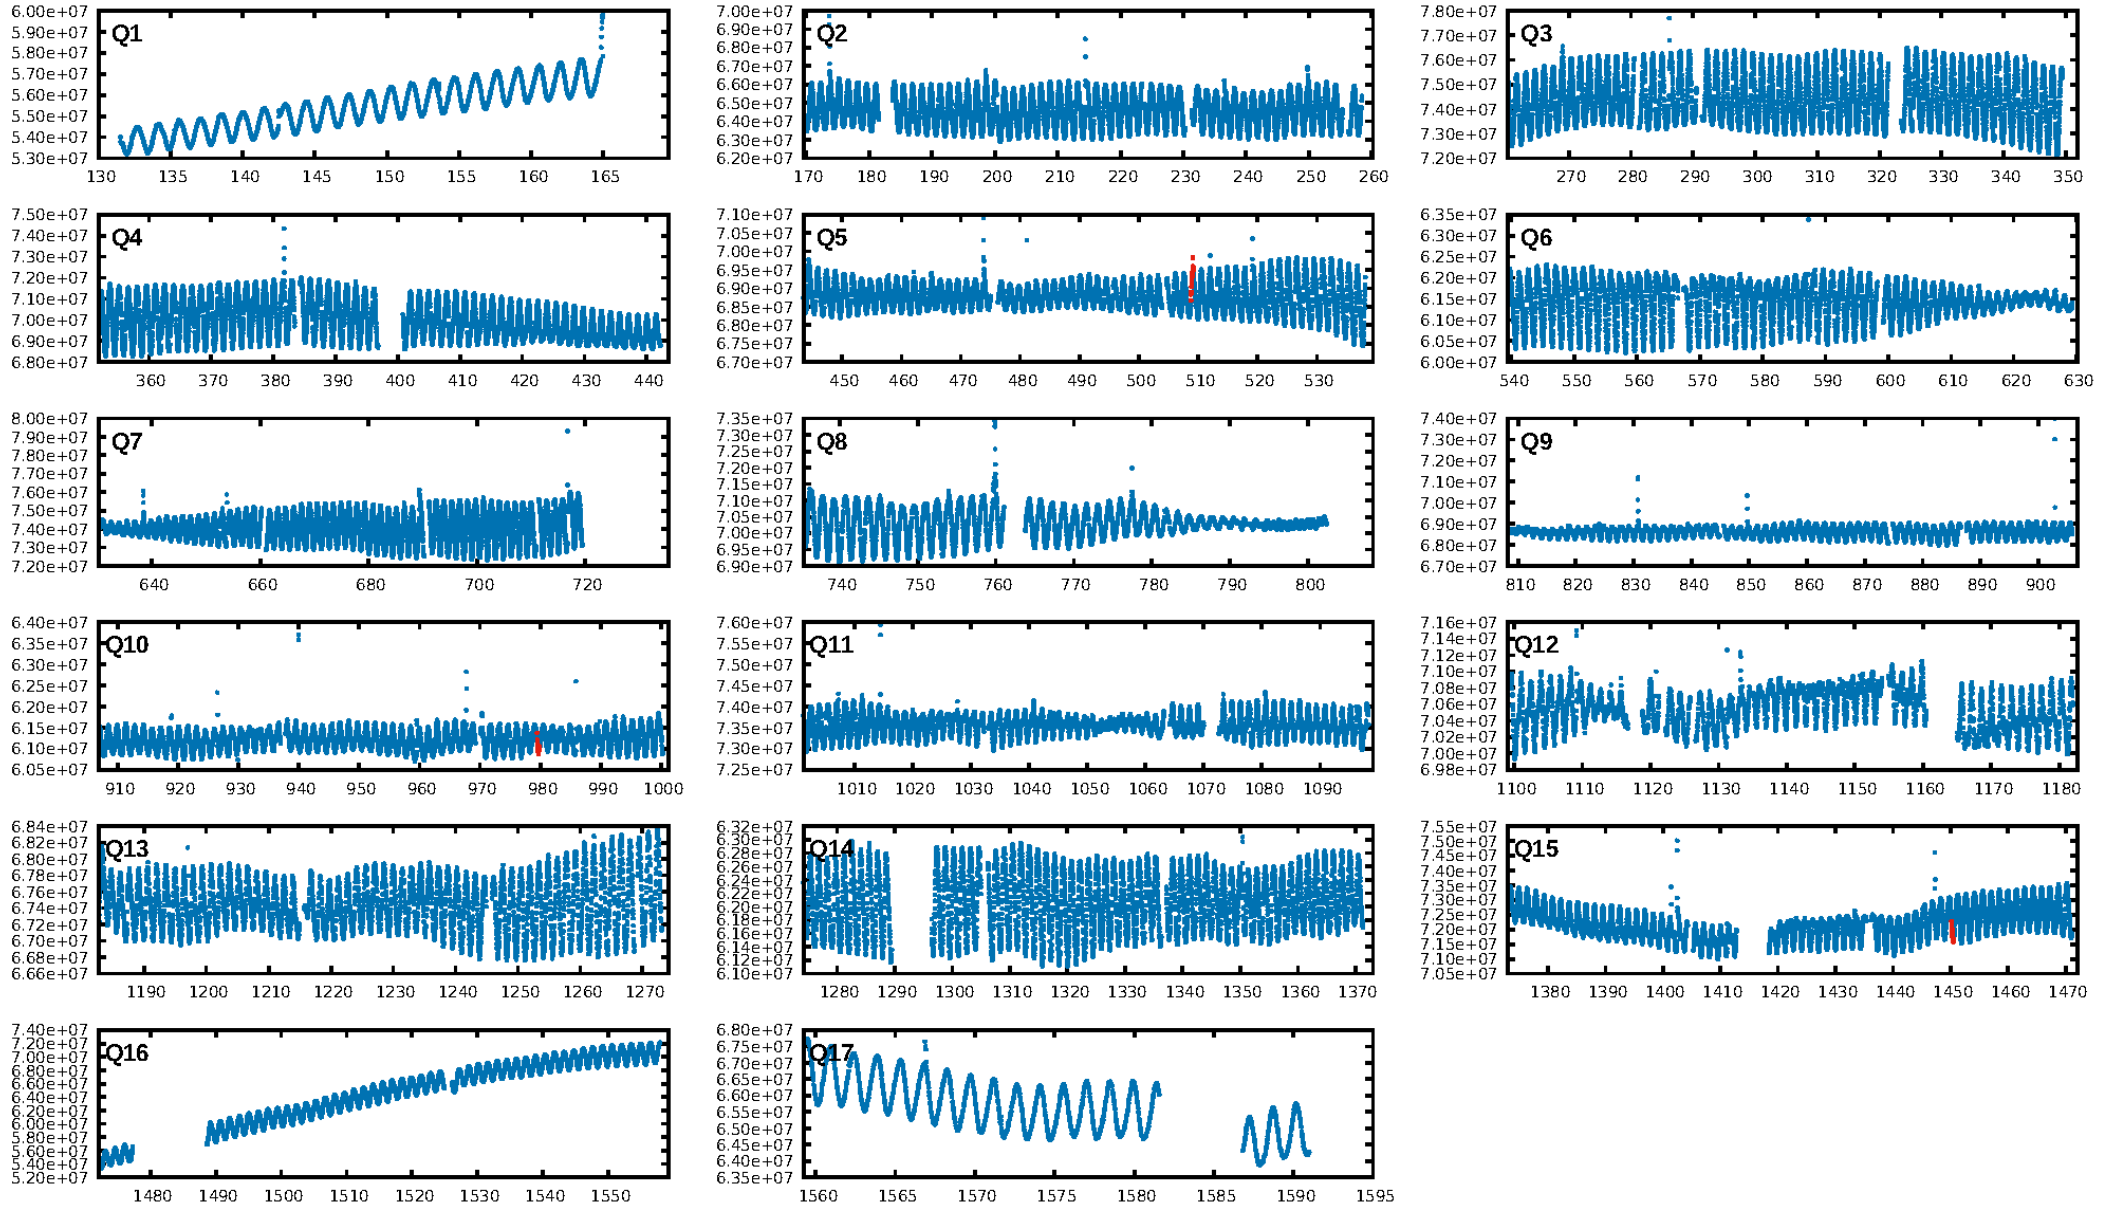 6.00e+07
5.90e+07
5.80e+07
5.70e+07
5.60e+07
5.50e+07
5.40e+07
5.30e+07
Q1
130 135 140 145 150 155 160 165
7.00e+07
6.90e+07
6.80e+07
6.70e+07
6.60e+07
6.50e+07
6.40e+07
6.30e+07
6.20e+07
Q2
170 180 190 200 210 220 230 240 250 260
7.80e+07
7.70e+07
7.60e+07
7.50e+07
7.40e+07
7.30e+07
7.20e+07
Q3
270 280 290 300 310 320 330 340 350
7.50e+07
7.40e+07
7.30e+07
7.20e+07
7.10e+07
7.00e+07
6.90e+07
6.80e+07
Q4
360 370 380 390 400 410 420 430 440
7.10e+07
7.05e+07
7.00e+07
6.95e+07
6.90e+07
6.85e+07
6.80e+07
6.75e+07
6.70e+07
Q5
450 460 470 480 490 500 510 520 530
6.35e+07
6.30e+07
6.25e+07
6.20e+07
6.15e+07
6.10e+07
6.05e+07
6.00e+07
Q6
540 550 560 570 580 590 600 610 620 630
8.00e+07
7.90e+07
7.80e+07
7.70e+07
7.60e+07
7.50e+07
7.40e+07
7.30e+07
7.20e+07
Q7
640 660 680 700 720
7.35e+07
7.30e+07
7.25e+07
7.20e+07
7.15e+07
7.10e+07
7.05e+07
7.00e+07
6.95e+07
6.90e+07
Q8
740 750 760 770 780 790 800
7.40e+07
7.30e+07
7.20e+07
7.10e+07
7.00e+07
6.90e+07
6.80e+07
6.70e+07
Q9
810 820 830 840 850 860 870 880 890 900
6.40e+07
6.35e+07
6.30e+07
6.25e+07
6.20e+07
6.15e+07
6.10e+07
6.05e+07
Q10
910 920 930 940 950 960 970 980 990 1000
7.60e+07
7.55e+07
7.50e+07
7.45e+07
7.40e+07
7.35e+07
7.30e+07
7.25e+07
Q11
1010 1020 1030 1040 1050 1060 1070 1080 1090
7.16e+07
7.14e+07
7.11e+07
7.10e+07
7.08e+07
7.06e+07
7.04e+07
7.02e+07
7.00e+07
6.98e+07
Q12
1100 1110 1120 1130 1140 1150 1160 1170 1180
6.84e+07
6.82e+07
6.80e+07
6.78e+07
6.76e+07
6.74e+07
6.72e+07
6.70e+07
6.68e+07
6.66e+07
Q13
1190 1200 1210 1220 1230 1240 1250 1260 1270
6.32e+07
6.30e+07
6.28e+07
6.26e+07
6.24e+07
6.22e+07
6.20e+07
6.18e+07
6.16e+07
6.14e+07
6.12e+07
6.10e+07
Q14
1280 1290 1300 1310 1320 1330 1340 1350 1360 1370
7.55e+07
7.50e+07
7.45e+07
7.40e+07
7.35e+07
7.30e+07
7.25e+07
7.20e+07
7.15e+07
7.10e+07
7.05e+07
Q15
1380 1390 1400 1410 1420 1430 1440 1450 1460 1470
7.40e+07
7.20e+07
7.00e+07
6.80e+07
6.60e+07
6.40e+07
6.20e+07
6.00e+07
5.80e+07
5.60e+07
5.40e+07
5.20e+07
Q16
1480 1490 1500 1510 1520 1530 1540 1550
6.80e+07
6.75e+07
6.70e+07
6.65e+07
6.60e+07
6.55e+07
6.50e+07
6.45e+07
6.40e+07
6.35e+07
Q17
1560 1565 1570 1575 1580 1585 1590 1595